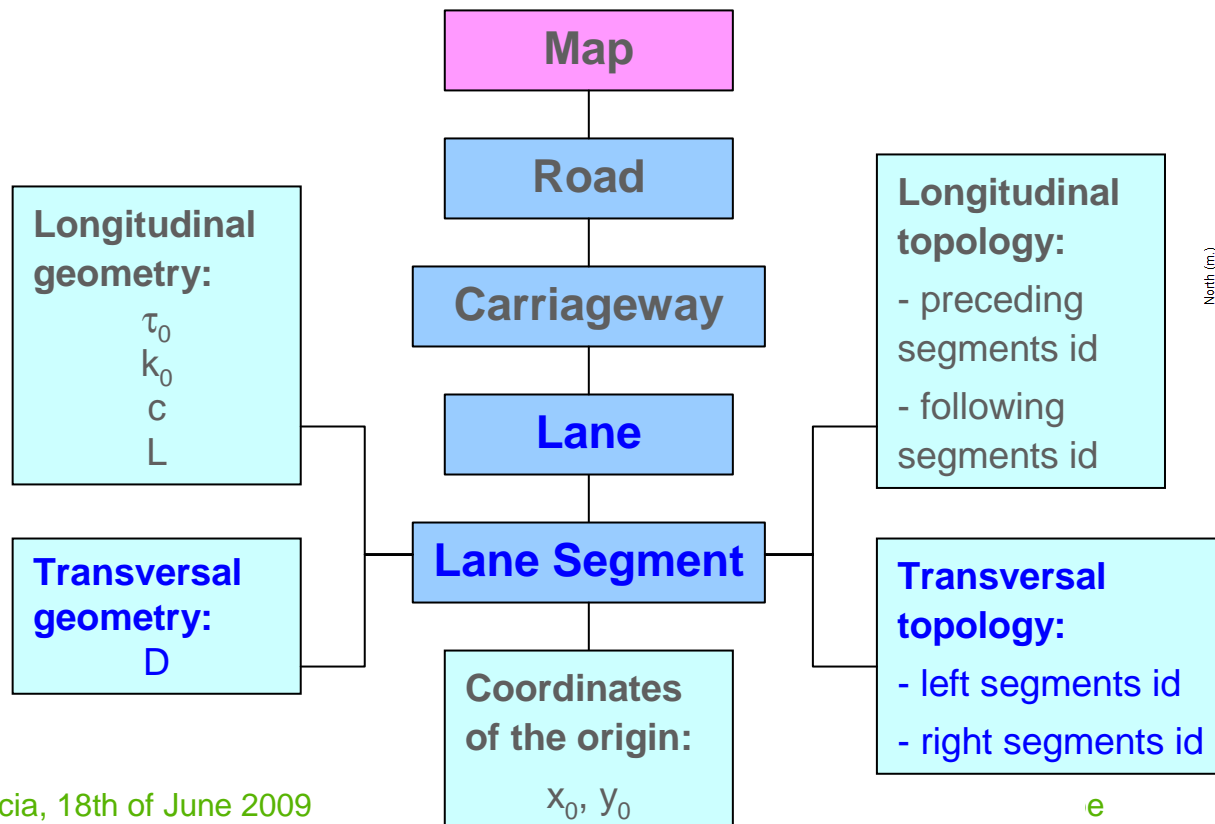 Map
Road
Carriageway
Lane
Lane Segment
Longitudinal
geometry:
τ₀
k₀
c
L
Transversal
geometry:
D
Coordinates
of the origin:
x₀, y₀
Longitudinal
topology:
- preceding
segments id
- following
segments id
Transversal
topology:
- left segments id
- right segments id
North (m.)
cia, 18th of June 2009
e